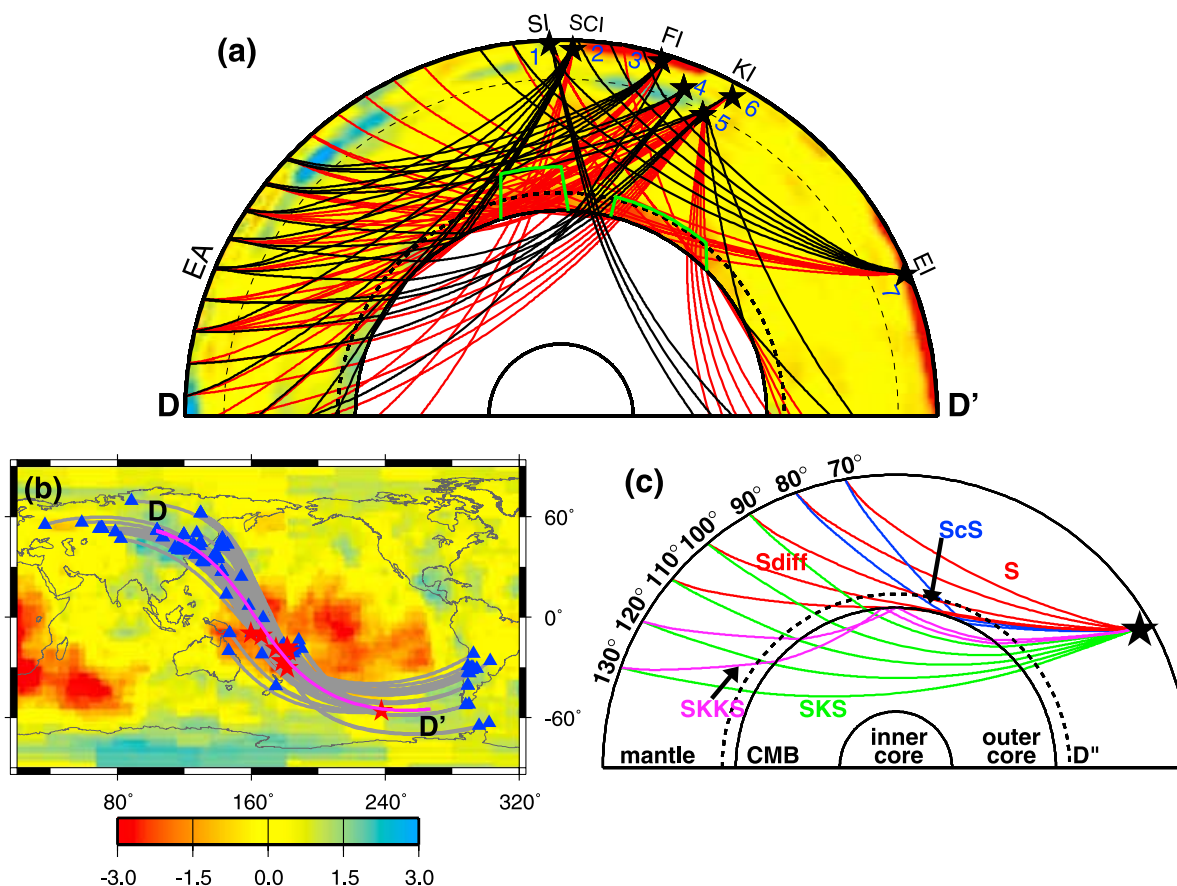 (a)
SI SCI FI KI
1 2 3 4 5 6
EA
EI
7
D D’
(b)
D
D’
60°
0°
-60°
80° 160° 240° 320°
-3.0 -1.5 0.0 1.5 3.0
(c)
70°
80°
90°
100°
110°
120°
130°
ScS
Sdiff
S
SKKS
SKS
mantle CMB inner core outer core D"